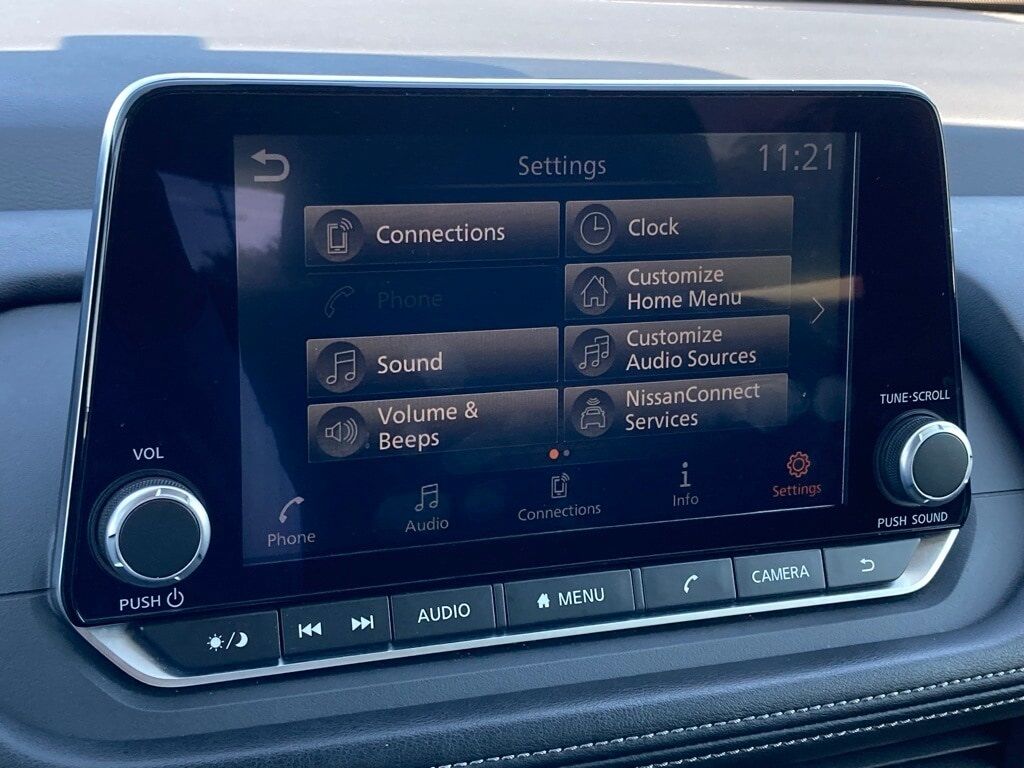 Settings
11:21
Connections
Clock
Phone
Customize
Home Menu
Sound
Customize
Audio Sources
Volume &
Beeps
NissanConnect
Services
Phone
Audio
Connections
i
Info
Settings
VOL
PUSH
TUNE·SCROLL
PUSH SOUND
AUDIO
MENU
CAMERA